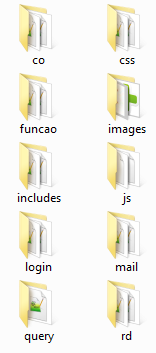 co css
funcao images
includes js
login mail
query rd